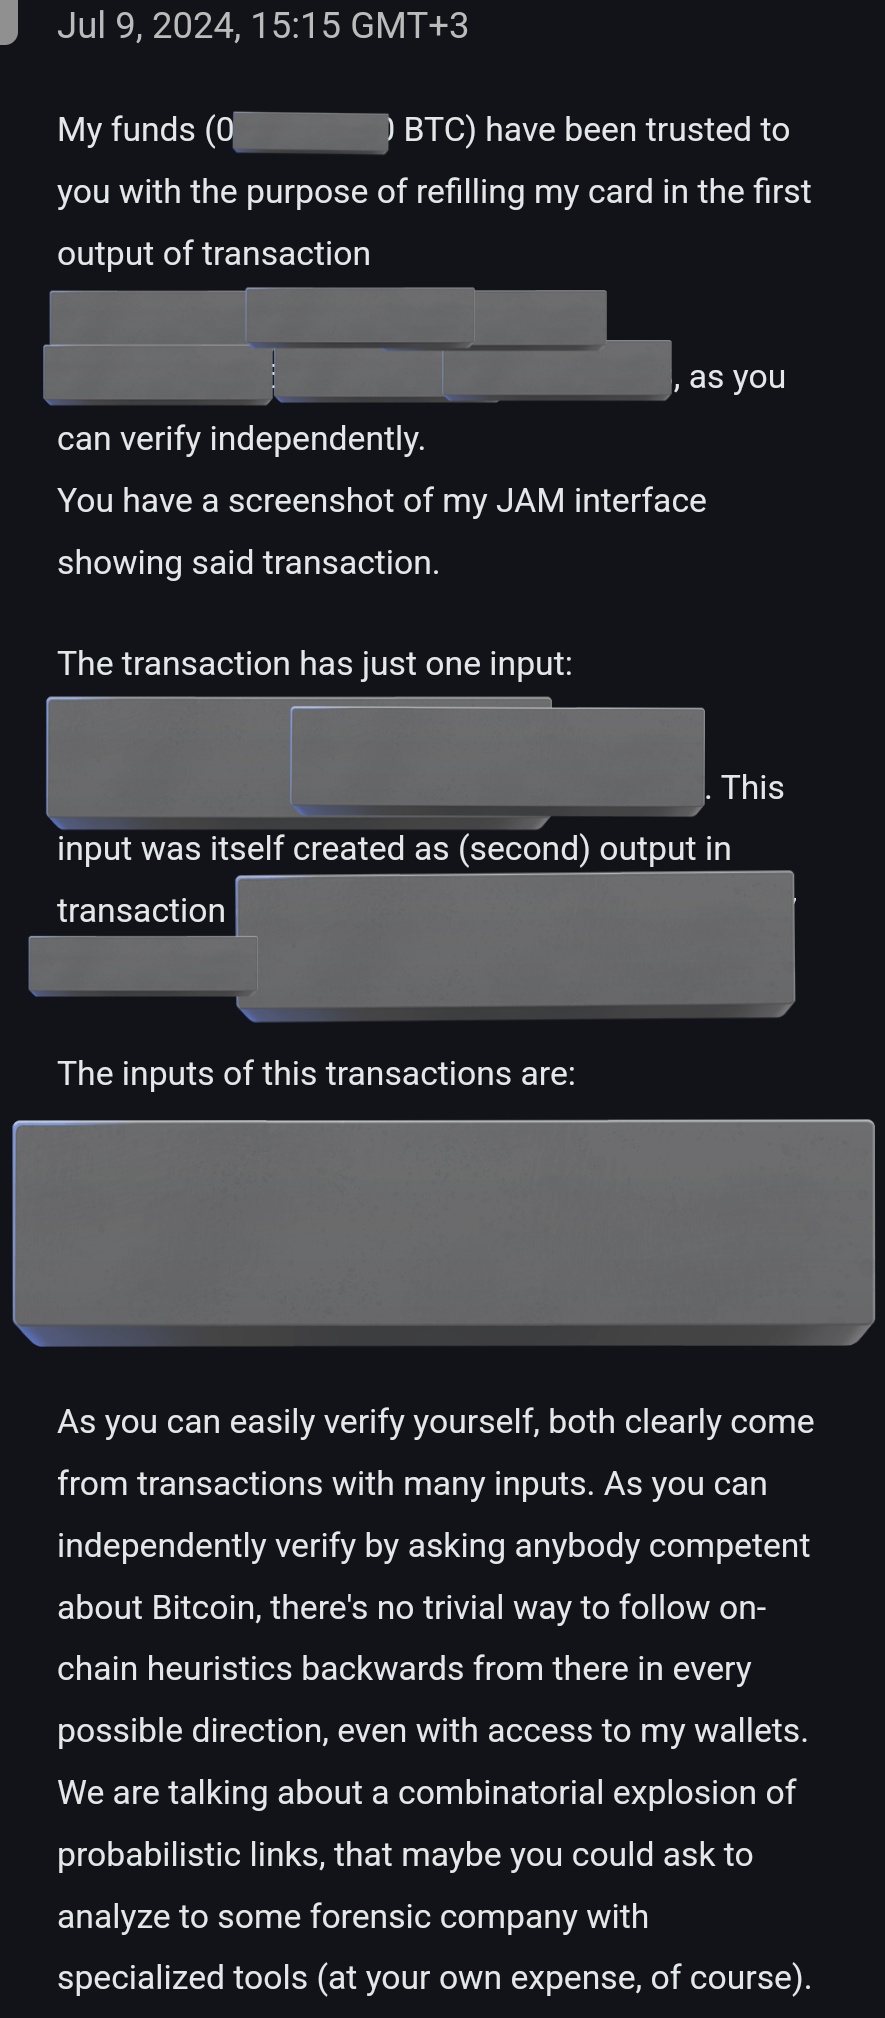 Jul 9, 2024, 15:15 GMT+3
My funds (0 BTC) have been trusted to
you with the purpose of refilling my card in the first
output of transaction
, as you
can verify independently.
You have a screenshot of my JAM interface
showing said transaction.
The transaction has just one input:
. This
input was itself created as (second) output in
transaction
The inputs of this transactions are:
As you can easily verify yourself, both clearly come
from transactions with many inputs. As you can
independently verify by asking anybody competent
about Bitcoin, there's no trivial way to follow on-
chain heuristics backwards from there in every
possible direction, even with access to my wallets.
We are talking about a combinatorial explosion of
probabilistic links, that maybe you could ask to
analyze to some forensic company with
specialized tools (at your own expense, of course).